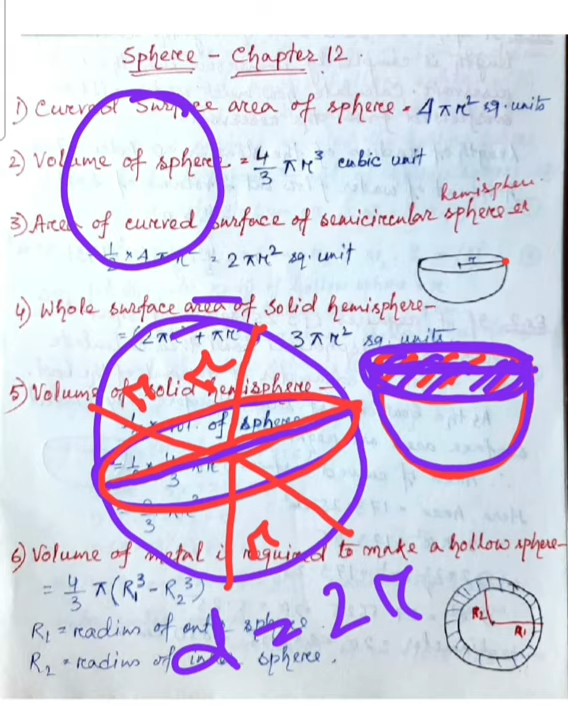 Sphere - Chapter 12
1) Curved surface area of sphere = 4πr² sq. units
2) Volume of sphere = 4/3 πr³ cubic unit
hemisphere
3) Area of curved surface of semicircular sphere or
= ½ × 4πr² = 2πr² sq. unit
r
4) Whole surface area of solid hemisphere-
= (2πr² + πr² 3πr² sq. units
5) Volume of solid hemisphere -
r r
of sphere
r
6) Volume of metal is required to make a hollow sphere-
= 4/3 π(R₁³ - R₂³)
d = 2r
R₁ = radius of sphere.
R₂ = radius of sphere.
R₂
R₁